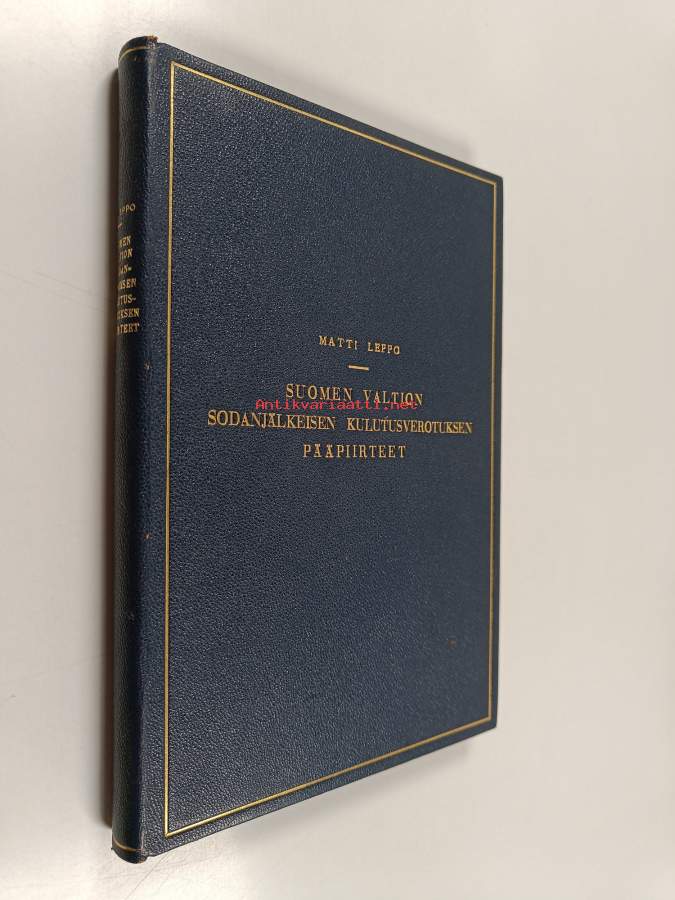 MATTI LEPPO
SUOMEN VALTION
SODANJÄLKEISEN KULUTUSVEROTUKSEN
PÄÄPIIRTEET
Antikvariaatti.net